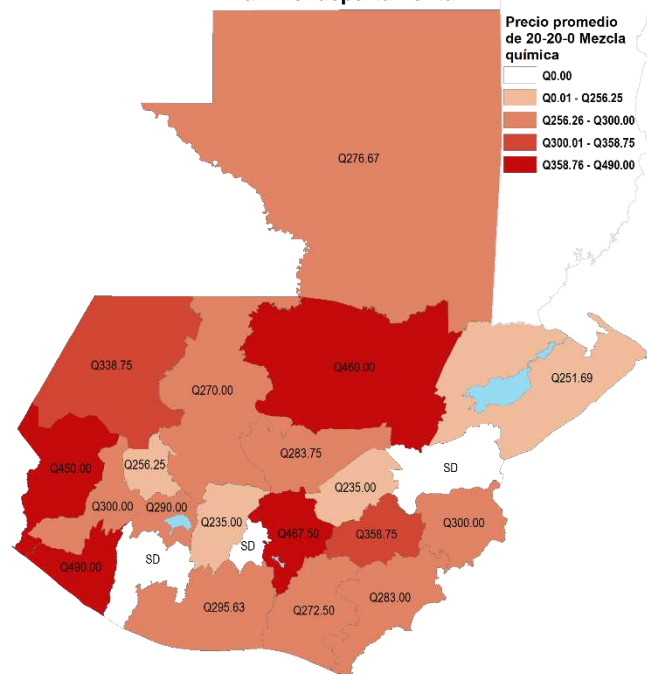 Precio promedio
de 20-20-0 Mezcla
química
Q0.00
Q0.01 - Q256.25
Q256.26 - Q300.00
Q300.01 - Q358.75
Q358.76 - Q490.00
Q276.67
Q338.75
Q270.00
Q460.00
Q251.69
Q450.00
Q256.25
Q283.75
SD
Q235.00
Q300.00
Q290.00
Q235.00
Q467.50
Q358.75
Q300.00
SD
SD
Q490.00
Q295.63
Q272.50
Q283.00